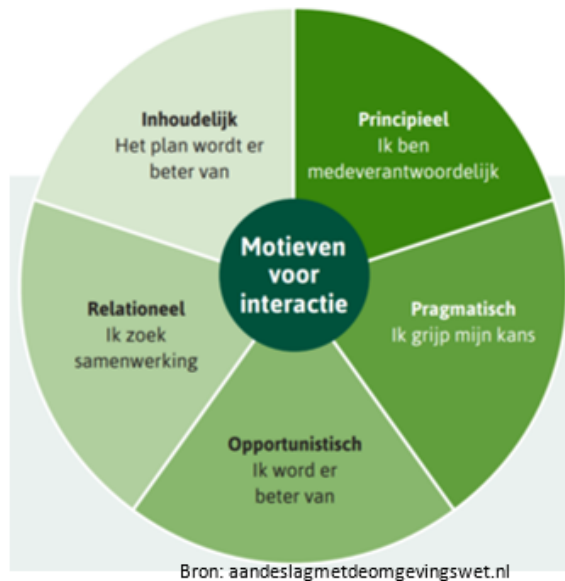 Inhoudelijk
Het plan wordt er
beter van
Principieel
Ik ben
medeverantwoordelijk
Motieven
voor
interactie
Relationeel
Ik zoek
samenwerking
Pragmatisch
Ik grijp mijn kans
Opportunistisch
Ik word er
beter van
Bron: aandeslagmetdeomgevingswet.nl